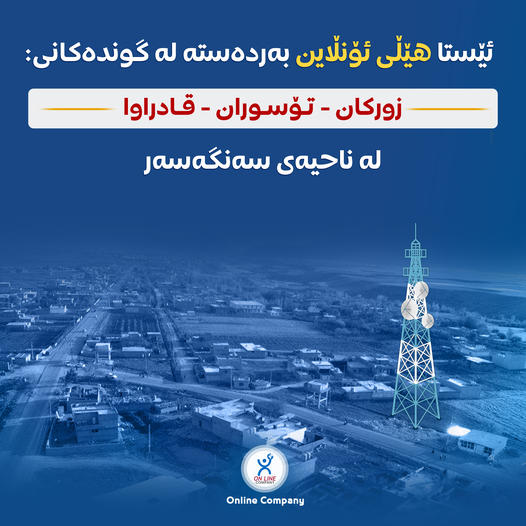 ئێستا هێڵی ئۆنڵاین بەردەستە لە گوندەکانی:
زورکان - تۆسوران - قادراوا
لە ناحیەی سەنگەسەر
ON LINE
COMPANY
Online Company